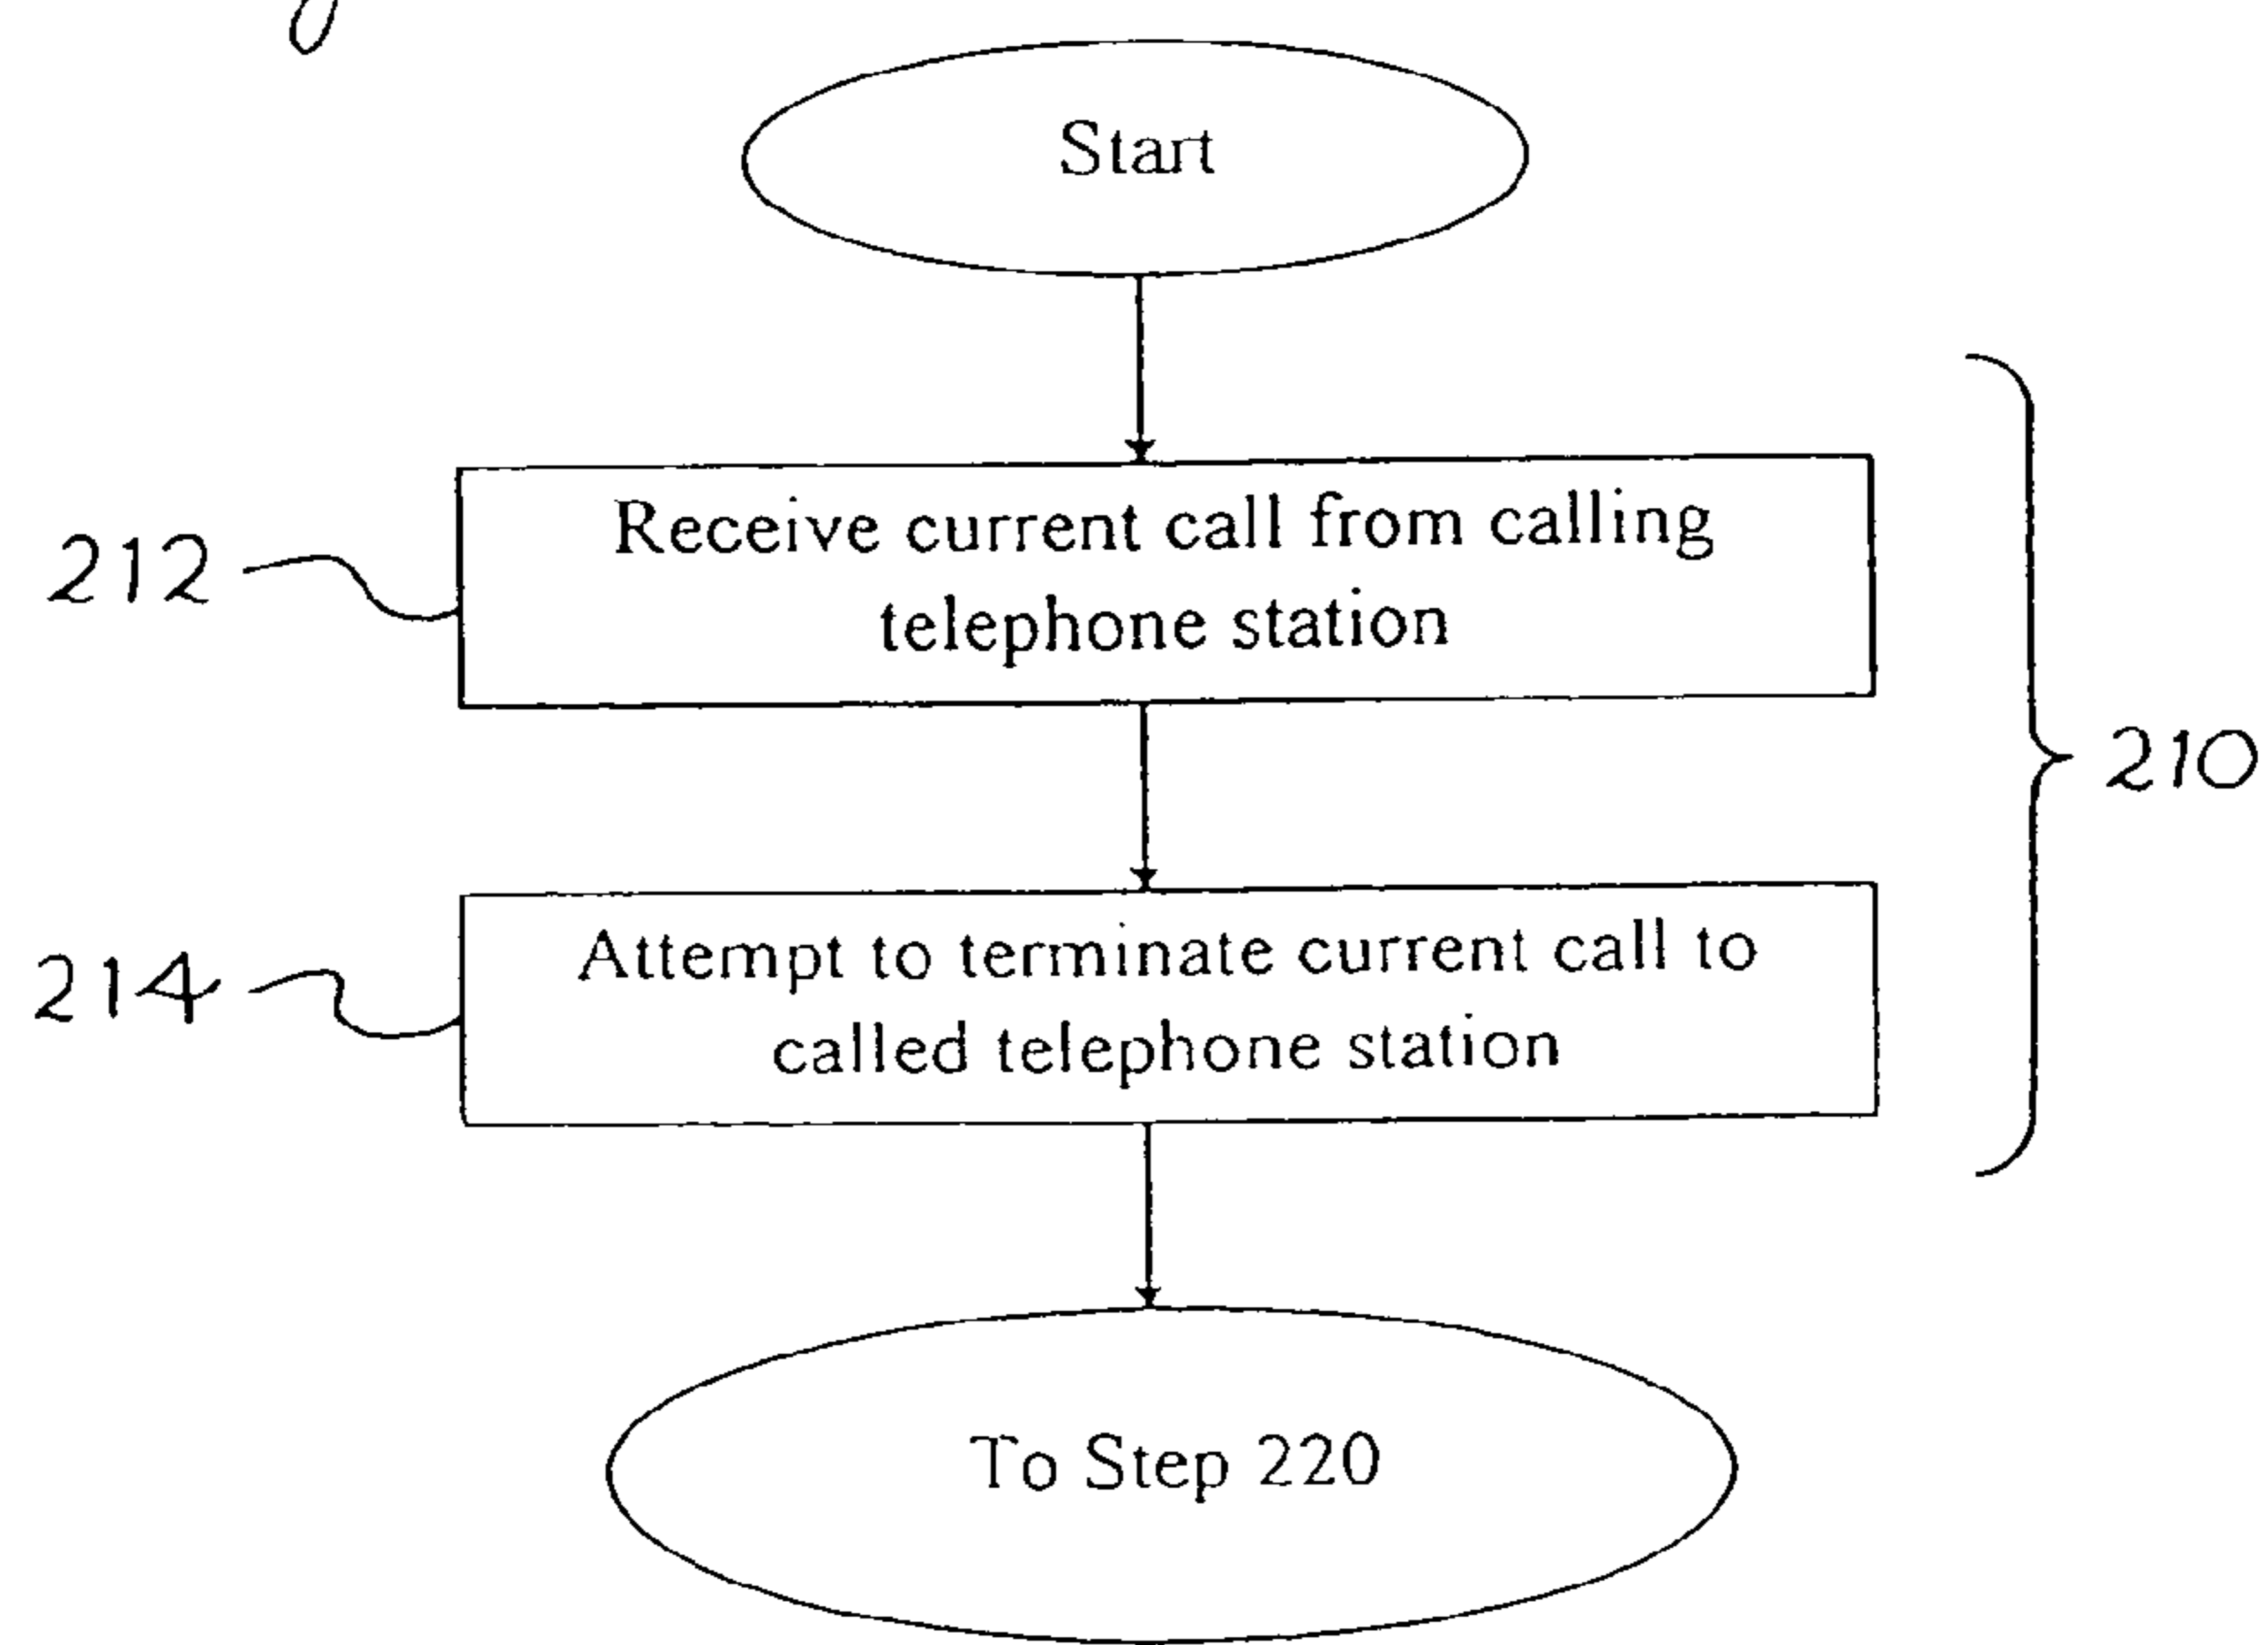 Start
212
Receive current call from calling
telephone station
210
214
Attempt to terminate current call to
called telephone station
To Step 220